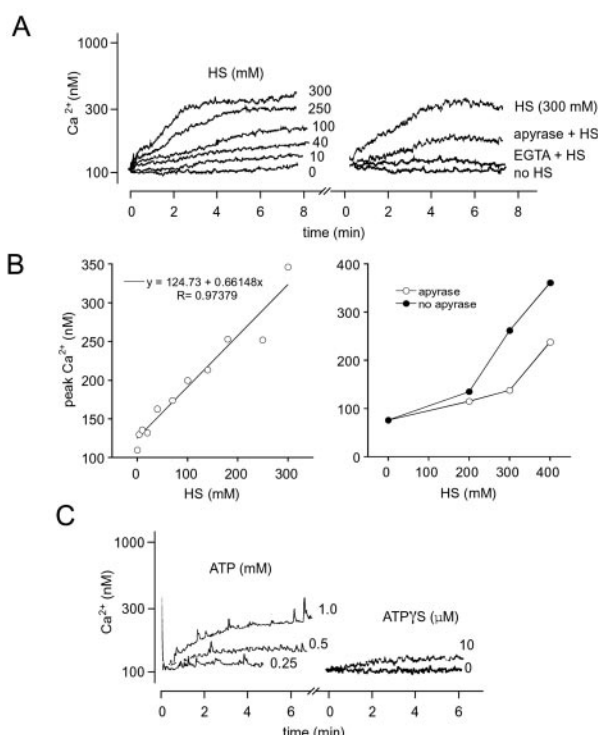 A
1000
300
100
Ca²⁺ (nM)
HS (mM)
300
250
100
40
10
0
HS (300 mM)
apyrase + HS
EGTA + HS
no HS
0 2 4 6 8 0 2 4 6 8
time (min)
B
350
300
250
200
150
100
peak Ca²⁺ (nM)
y = 124.73 + 0.66148x
R= 0.97379
0 100 200 300
HS (mM)
400
300
200
100
0
apyrase
no apyrase
0 100 200 300 400
HS (mM)
C
1000
300
100
Ca²⁺ (nM)
ATP (mM)
1.0
0.5
0.25
ATPγS (μM)
10
0
0 2 4 6 0 2 4 6
time (min)